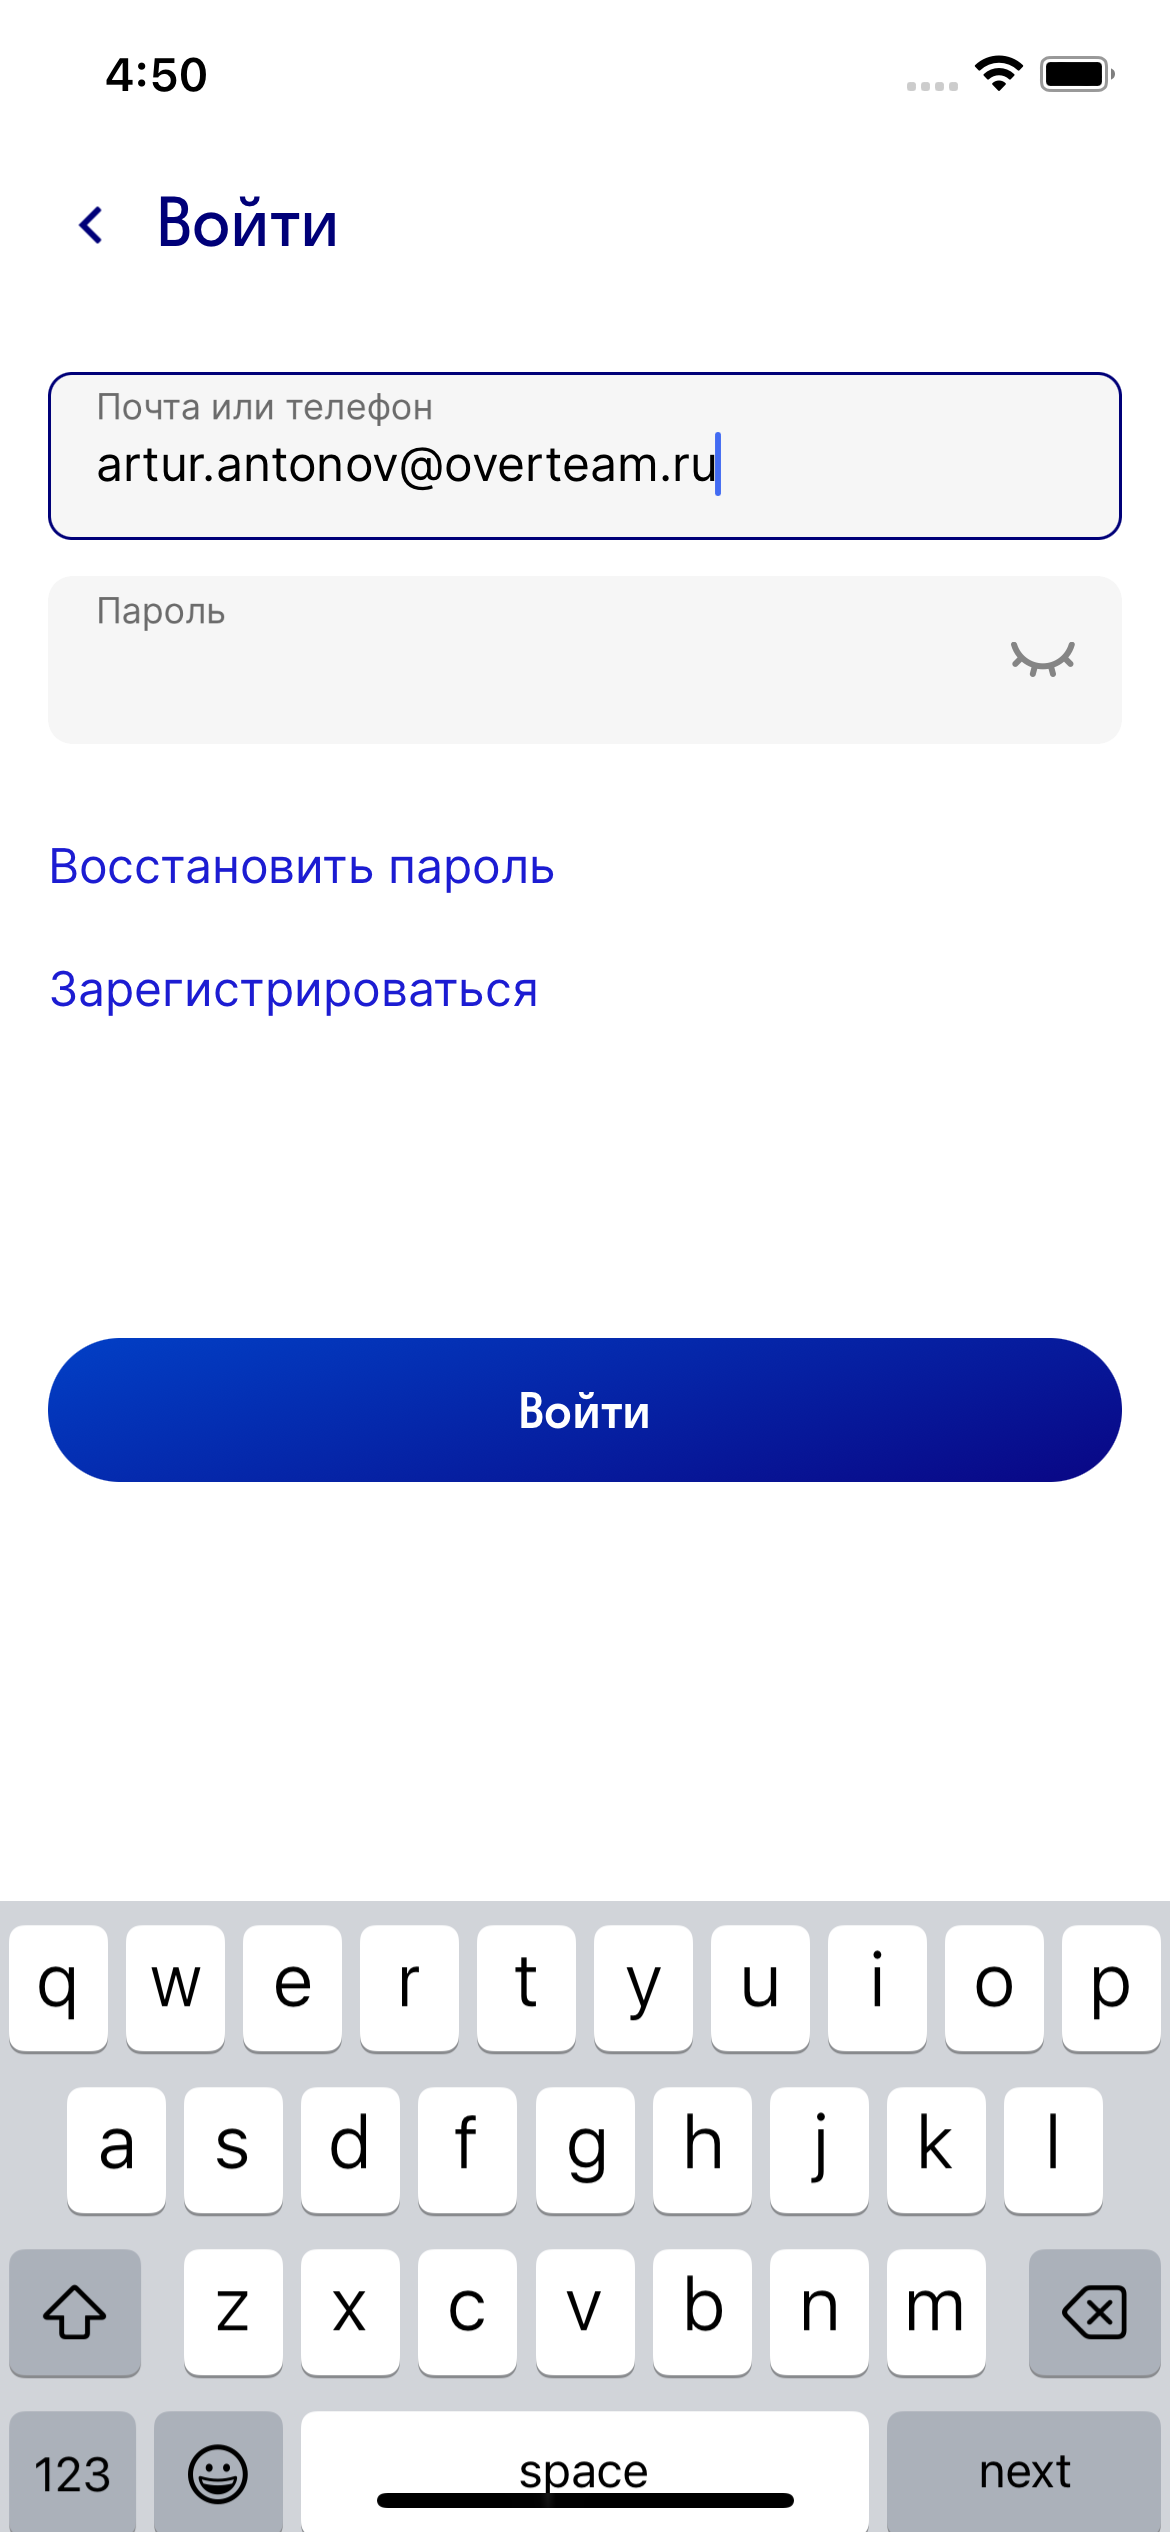 4:50
Войти
Почта или телефон
artur.antonov@overteam.ru
Пароль
Восстановить пароль
Зарегистрироваться
Войти
q w e r t y u i o p
a s d f g h j k l
z x c v b n m
123 space next